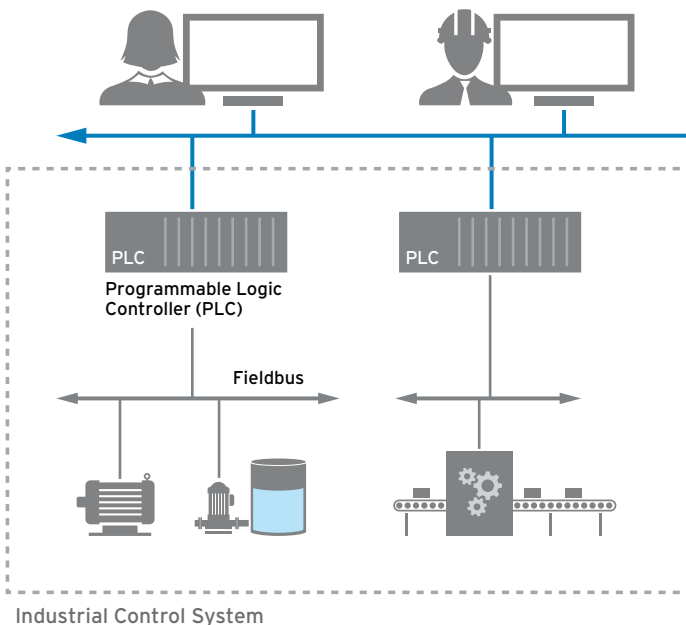 PLC
PLC
Programmable Logic
Controller (PLC)
Fieldbus
Industrial Control System